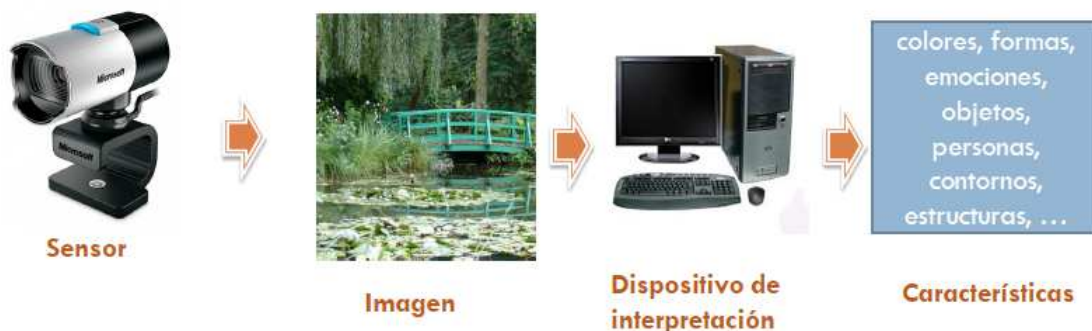 Microsoft
Microsoft
Sensor
Imagen
Dispositivo de
interpretación
colores, formas,
emociones,
objetos,
personas,
contornos,
estructuras, ...
Características